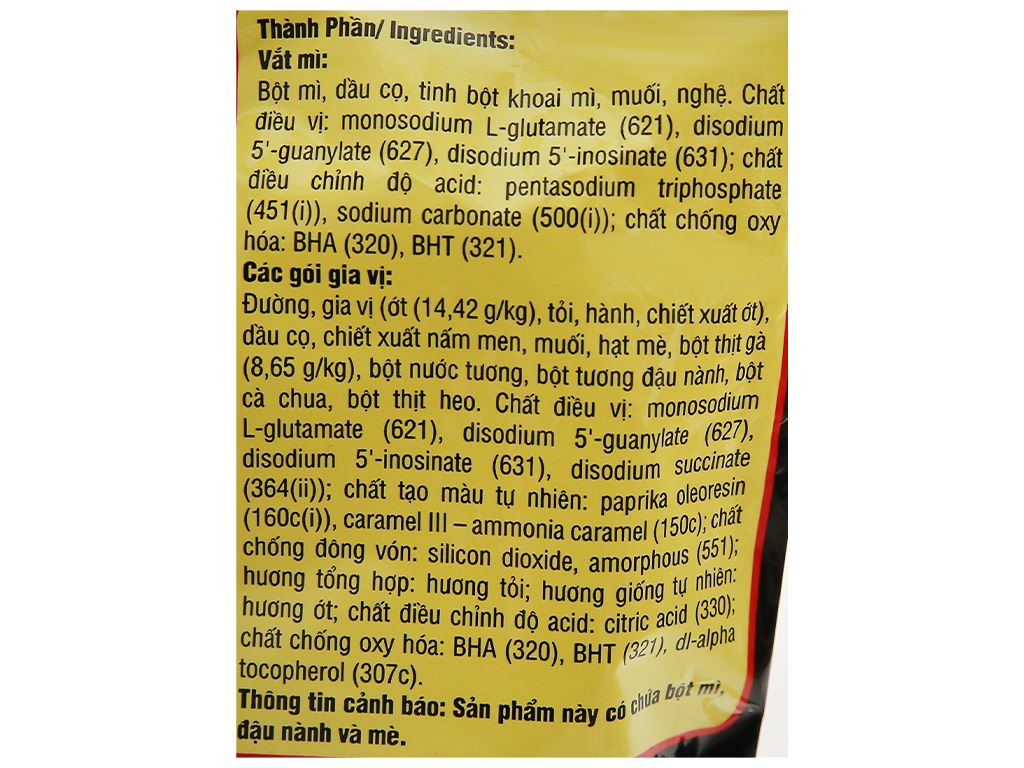 Thành Phần/ Ingredients:
Vắt mì:
Bột mì, dầu cọ, tinh bột khoai mì, muối, nghệ. Chất
điều vị: monosodium L-glutamate (621), disodium
5'-guanylate (627), disodium 5'-inosinate (631); chất
điều chỉnh độ acid: pentasodium triphosphate
(451(i)), sodium carbonate (500(i)); chất chống oxy
hóa: BHA (320), BHT (321).
Các gói gia vị:
Đường, gia vị (ớt (14,42 g/kg), tỏi, hành, chiết xuất ớt),
dầu cọ, chiết xuất nấm men, muối, hạt mè, bột thịt gà
(8,65 g/kg), bột nước tương, bột tương đậu nành, bột
cà chua, bột thịt heo. Chất điều vị: monosodium
L-glutamate (621), disodium 5'-guanylate (627),
disodium 5'-inosinate (631), disodium succinate
(364(ii)); chất tạo màu tự nhiên: paprika oleoresin
(160c(i)), caramel III – ammonia caramel (150c); chất
chống đông vón: silicon dioxide, amorphous (551);
hương tổng hợp: hương tỏi; hương giống tự nhiên:
hương ớt; chất điều chỉnh độ acid: citric acid (330);
chất chống oxy hóa: BHA (320), BHT (321), dl-alpha
tocopherol (307c).
Thông tin cảnh báo: Sản phẩm này có chứa bột mì,
đậu nành và mè.